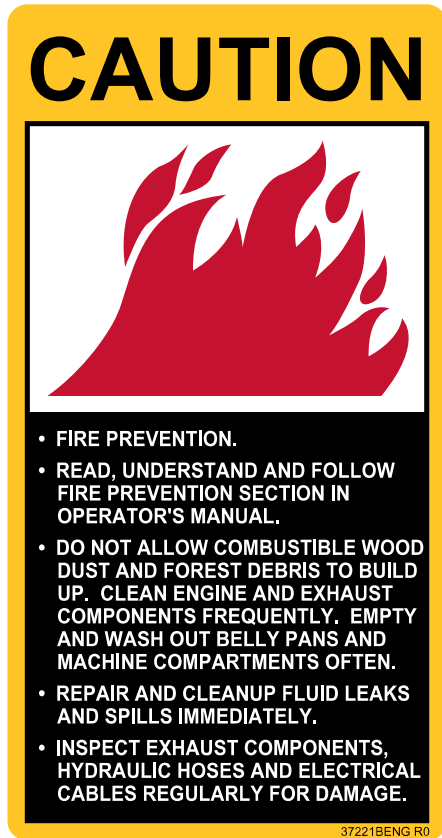 CAUTION
• FIRE PREVENTION.
• READ, UNDERSTAND AND FOLLOW
FIRE PREVENTION SECTION IN
OPERATOR'S MANUAL.
• DO NOT ALLOW COMBUSTIBLE WOOD
DUST AND FOREST DEBRIS TO BUILD
UP. CLEAN ENGINE AND EXHAUST
COMPONENTS FREQUENTLY. EMPTY
AND WASH OUT BELLY PANS AND
MACHINE COMPARTMENTS OFTEN.
• REPAIR AND CLEANUP FLUID LEAKS
AND SPILLS IMMEDIATELY.
• INSPECT EXHAUST COMPONENTS,
HYDRAULIC HOSES AND ELECTRICAL
CABLES REGULARLY FOR DAMAGE.
37221BENG R0